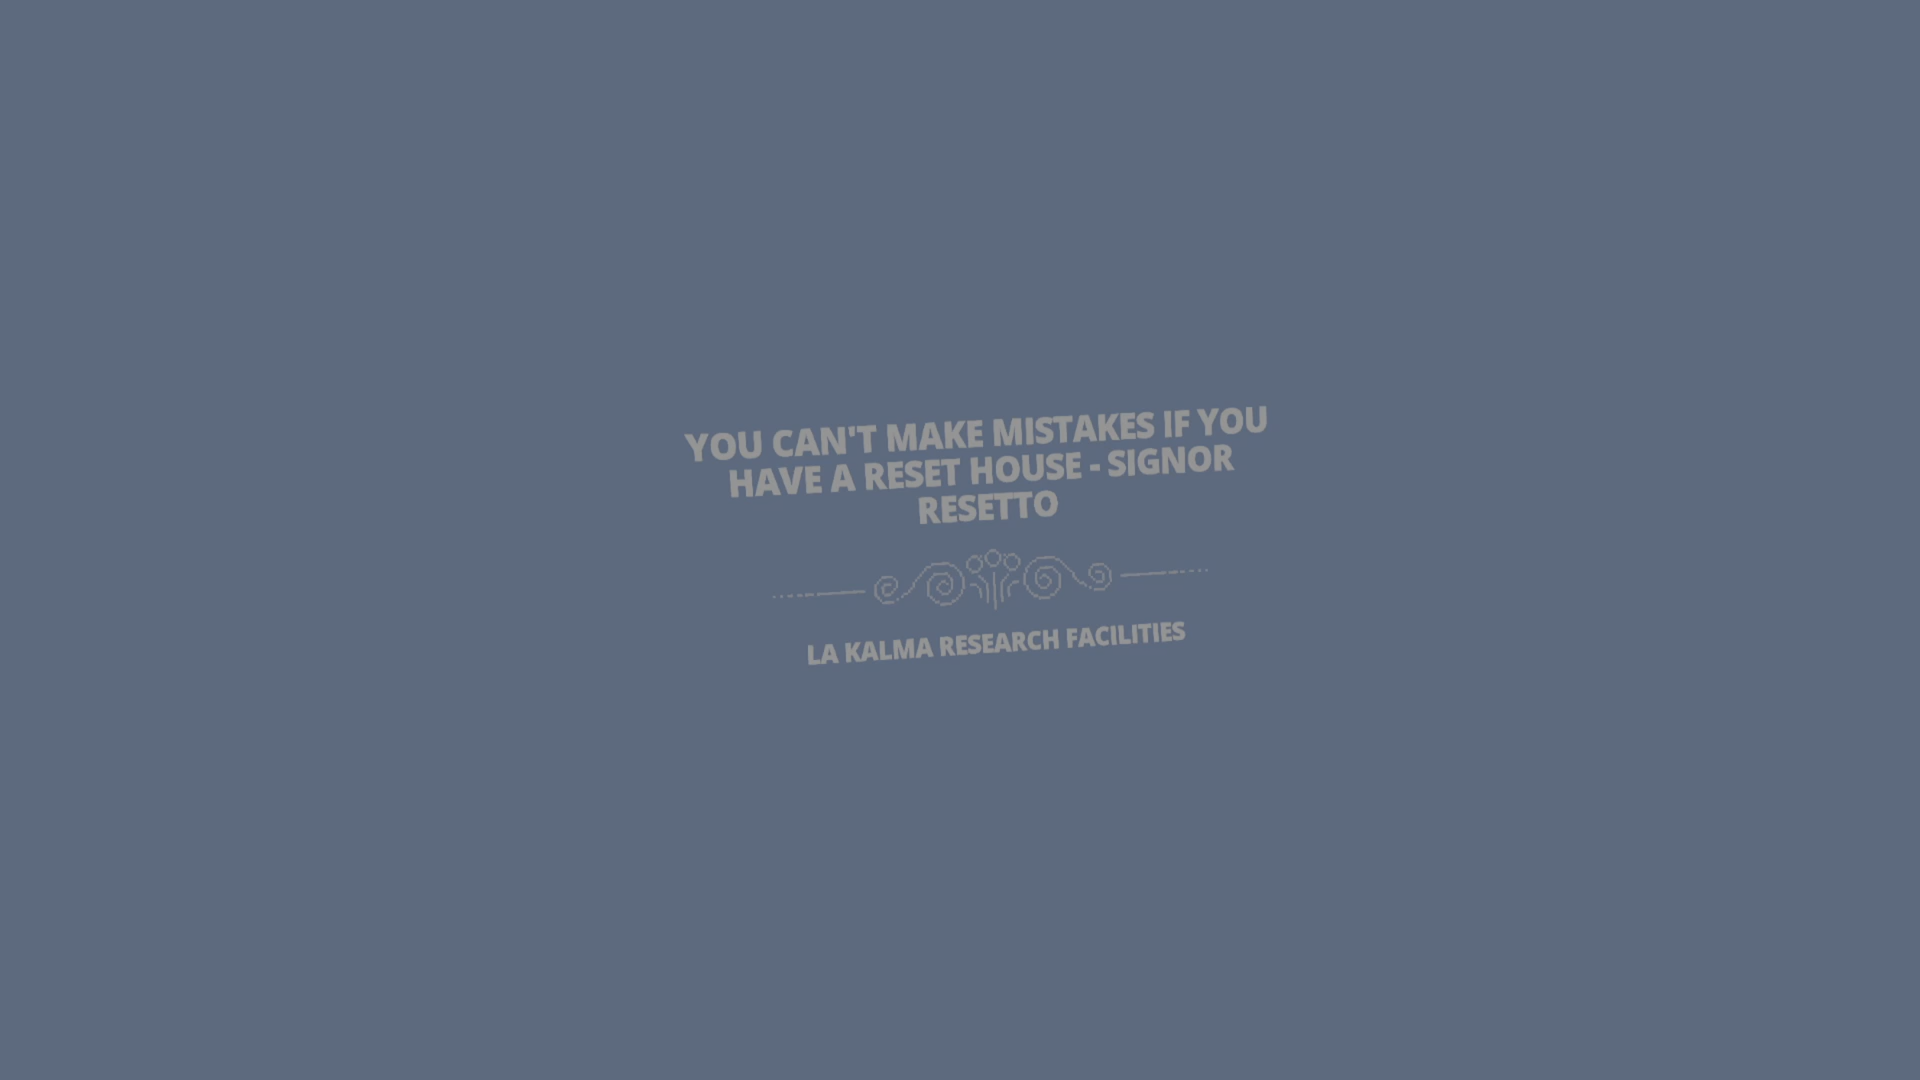 YOU CAN'T MAKE MISTAKES IF YOU
HAVE A RESET HOUSE - SIGNOR
RESETTO
LA KALMA RESEARCH FACILITIES